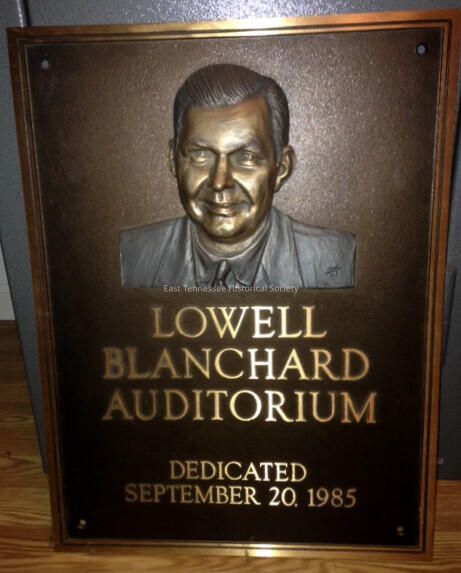 East Tennessee Historical Society
LOWELL
BLANCHARD
AUDITORIUM
DEDICATED
SEPTEMBER 20, 1985